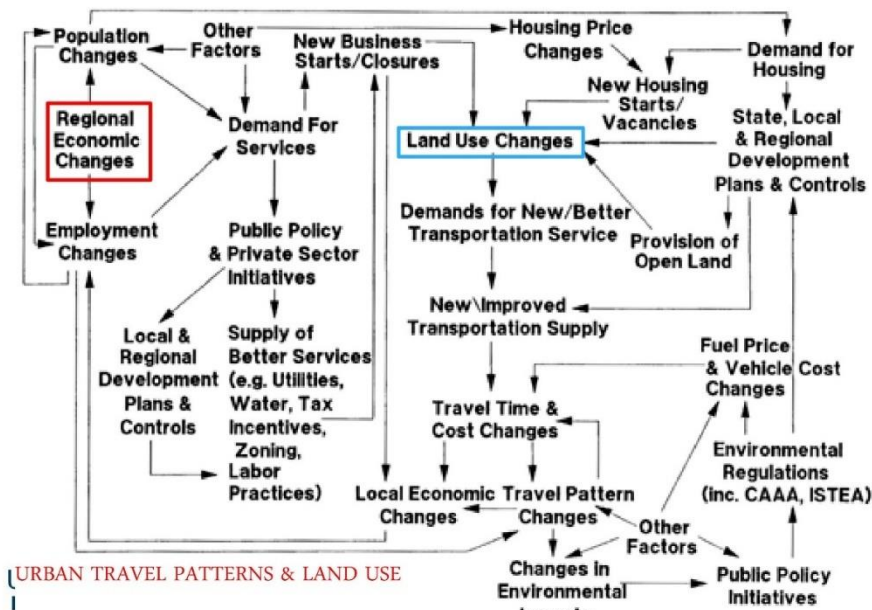 Population
Changes
Other
Factors
New Business
Starts/Closures
Housing Price
Changes
Demand for
Housing
Regional
Economic
Changes
Demand For
Services
New Housing
Starts/
Vacancies
Land Use Changes
State, Local
& Regional
Development
Plans & Controls
Employment
Changes
Public Policy
& Private Sector
Initiatives
Demands for New/Better
Transportation Service
Provision of
Open Land
New\Improved
Transportation Supply
Local &
Regional
Development
Plans &
Controls
Supply of
Better Services
(e.g. Utilities,
Water, Tax
Incentives,
Zoning,
Labor
Practices)
Fuel Price
& Vehicle Cost
Changes
Travel Time &
Cost Changes
Environmental
Regulations
(inc. CAAA, ISTEA)
Local Economic
Changes
Travel Pattern
Changes
Other
Factors
Changes in
Environmental
Public Policy
Initiatives
URBAN TRAVEL PATTERNS & LAND USE